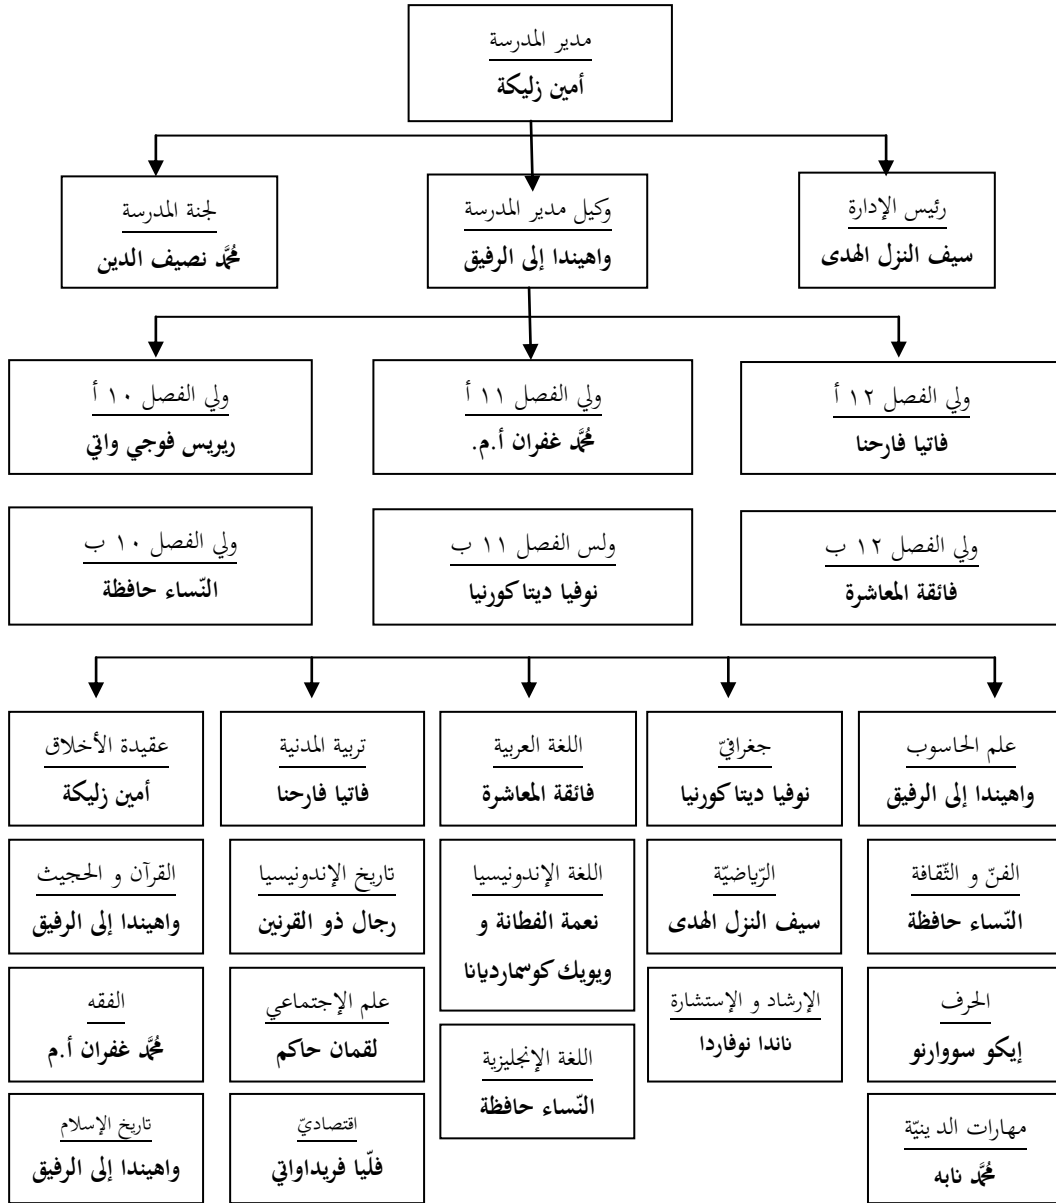 مدير المدرسة
أمين زليكة
رئيس الإدارة
سيف النزل الهدى
وكيل مدير المدرسة
واهيندا إلى الرفيق
لجنة المدرسة
مُحَّد نصيف الدين
ولي الفصل ١٢ أ
فاتيا فارحنا
ولي الفصل ١١ أ
مُحَّد غفران أ.م.
ولي الفصل ١٠ أ
ريريس فوجي واتي
ولي الفصل ١٢ ب
فائقة المعاشرة
ولس الفصل ١١ ب
نوفيا ديتا كورنيا
ولي الفصل ١٠ ب
النّساء حافظة
علم الحاسوب
واهيندا إلى الرفيق
جغرافيّ
نوفيا ديتا كورنيا
اللغة العربية
فائقة المعاشرة
تربية المدنية
فاتيا فارحنا
عقيدة الأخلاق
أمين زليكة
الفنّ و الثّقافة
النّساء حافظة
الرّياضيّة
سيف النزل الهدى
اللغة الإندونيسيا
نعمة الفطانة و
ويويك كوسمارديانا
تاريخ الإندونيسيا
رجال ذو القرنين
القرآن و الحجيث
واهيندا إلى الرفيق
الحرف
إيكو سووارنو
الإرشاد و الإستشارة
ناندا نوفاردا
اللغة الإنجليزية
النّساء حافظة
علم الإجتماعي
لقمان حاكم
الفقه
مُحَّد غفران أ.م
مهارات الدينيّة
مُحَّد نابه
اقتصاديّ
فلّيا فريداواتي
تاريخ الإسلام
واهيندا إلى الرفيق